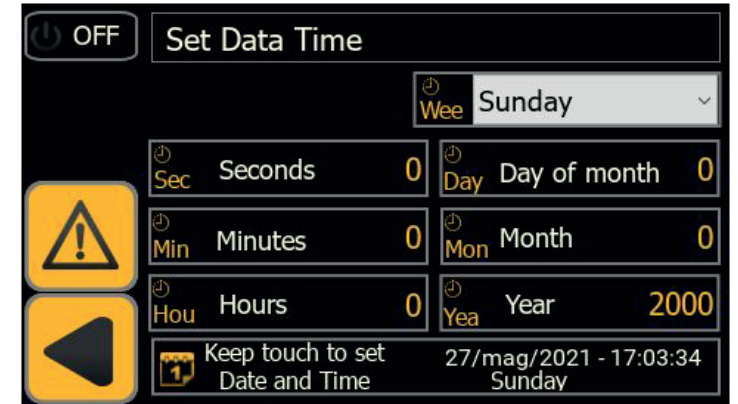 OFF
Set Data Time
Wee Sunday
Sec Seconds 0
Day Day of month 0
Min Minutes 0
Mon Month 0
Hou Hours 0
Yea Year 2000
1
Keep touch to set
Date and Time
27/mag/2021 - 17:03:34
Sunday